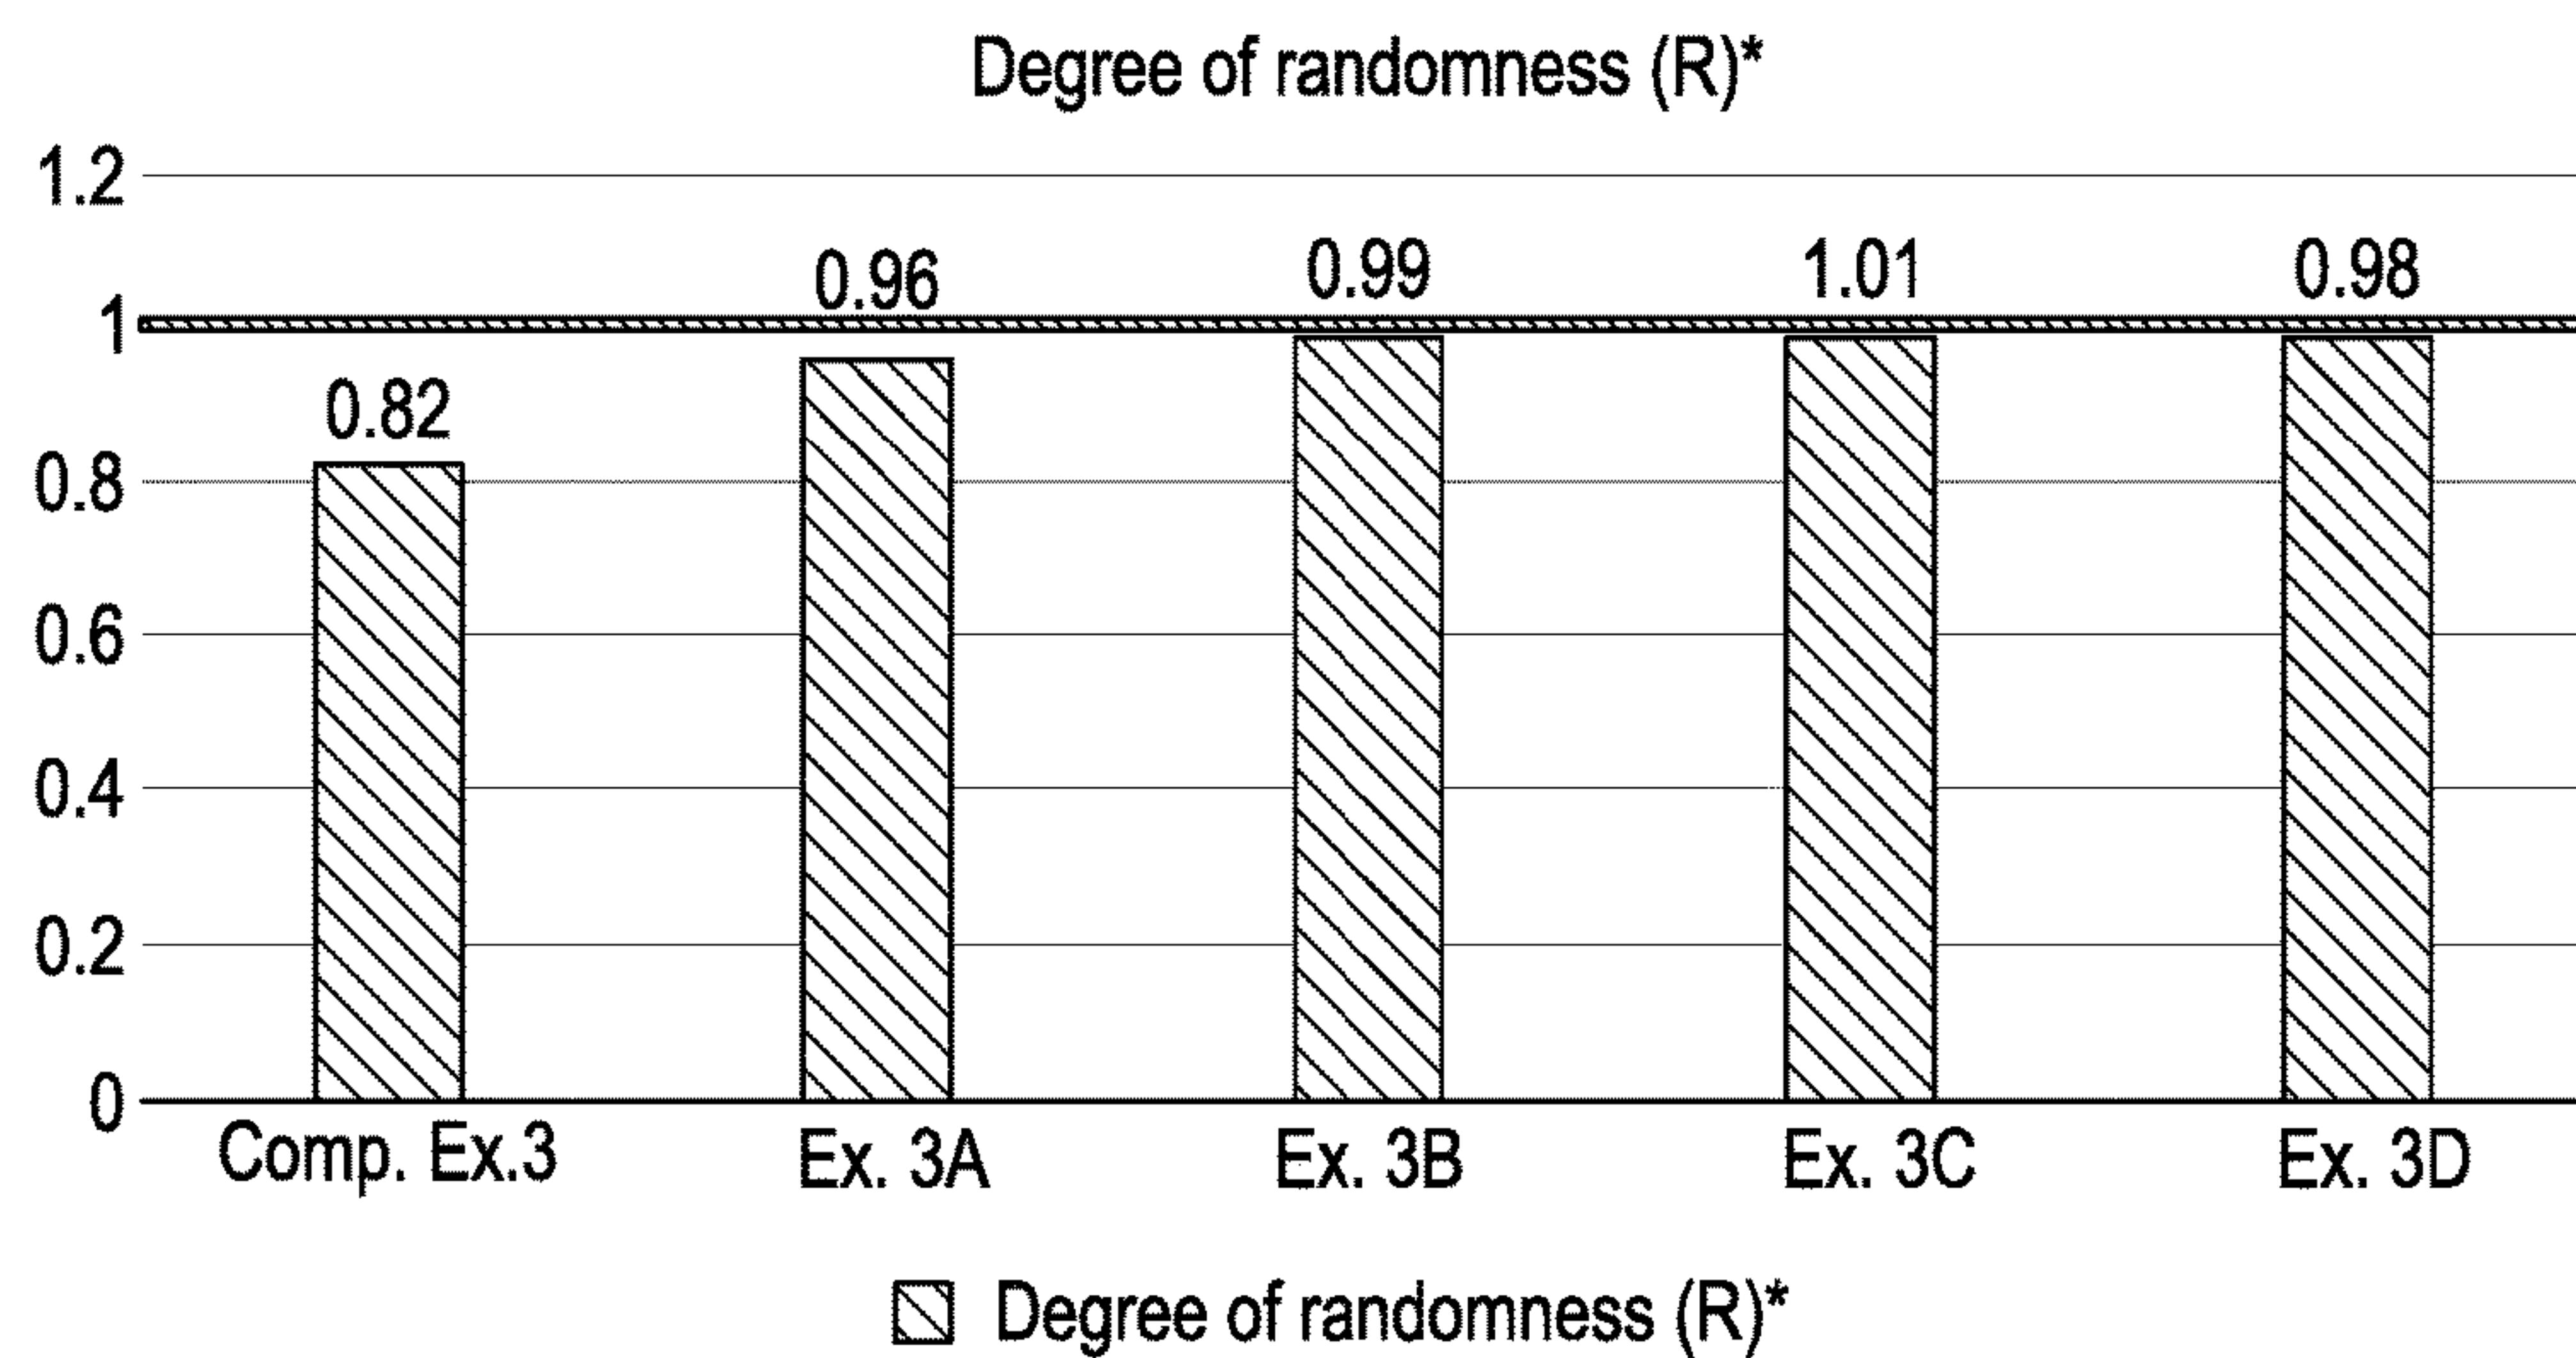 Degree of randomness (R)*
1.2
0.96 0.99 1.01 0.98
1
0.82
0.8
0.6
0.4
0.2
0
Comp. Ex.3 Ex. 3A Ex. 3B Ex. 3C Ex. 3D
Degree of randomness (R)*